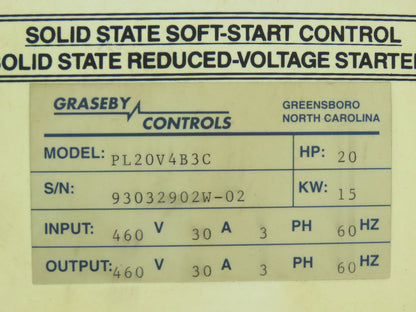 SOLID STATE SOFT-START CONTROL
SOLID STATE REDUCED-VOLTAGE STARTER
GRASEBY CONTROLS GREENSBORO NORTH CAROLINA
MODEL: PL20V4B3C HP: 20
S/N: 93032902W-02 KW: 15
INPUT: 460 V 30 A 3 PH 60 HZ
OUTPUT: 460 V 30 A 3 PH 60 HZ